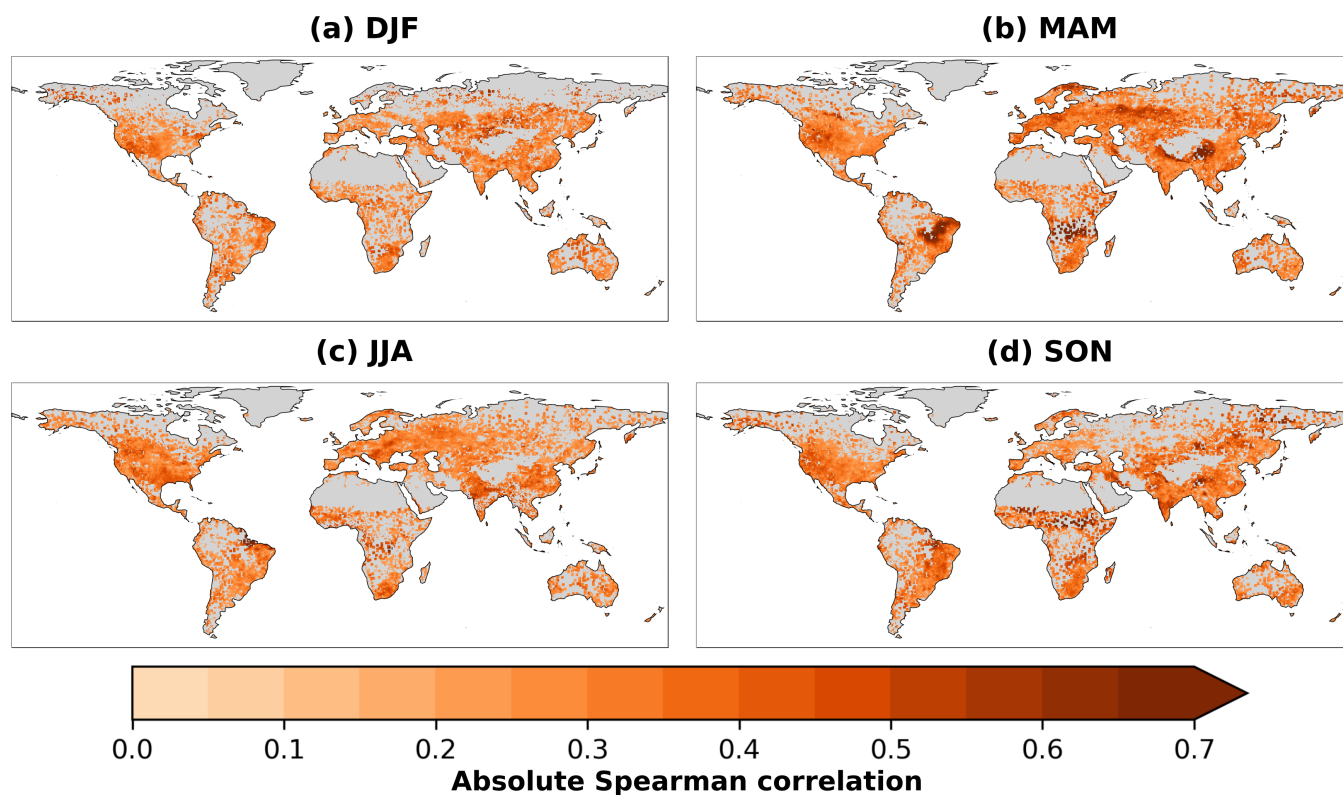 (a) DJF
(b) MAM
(c) JJA
(d) SON
0.0 0.1 0.2 0.3 0.4 0.5 0.6 0.7
Absolute Spearman correlation